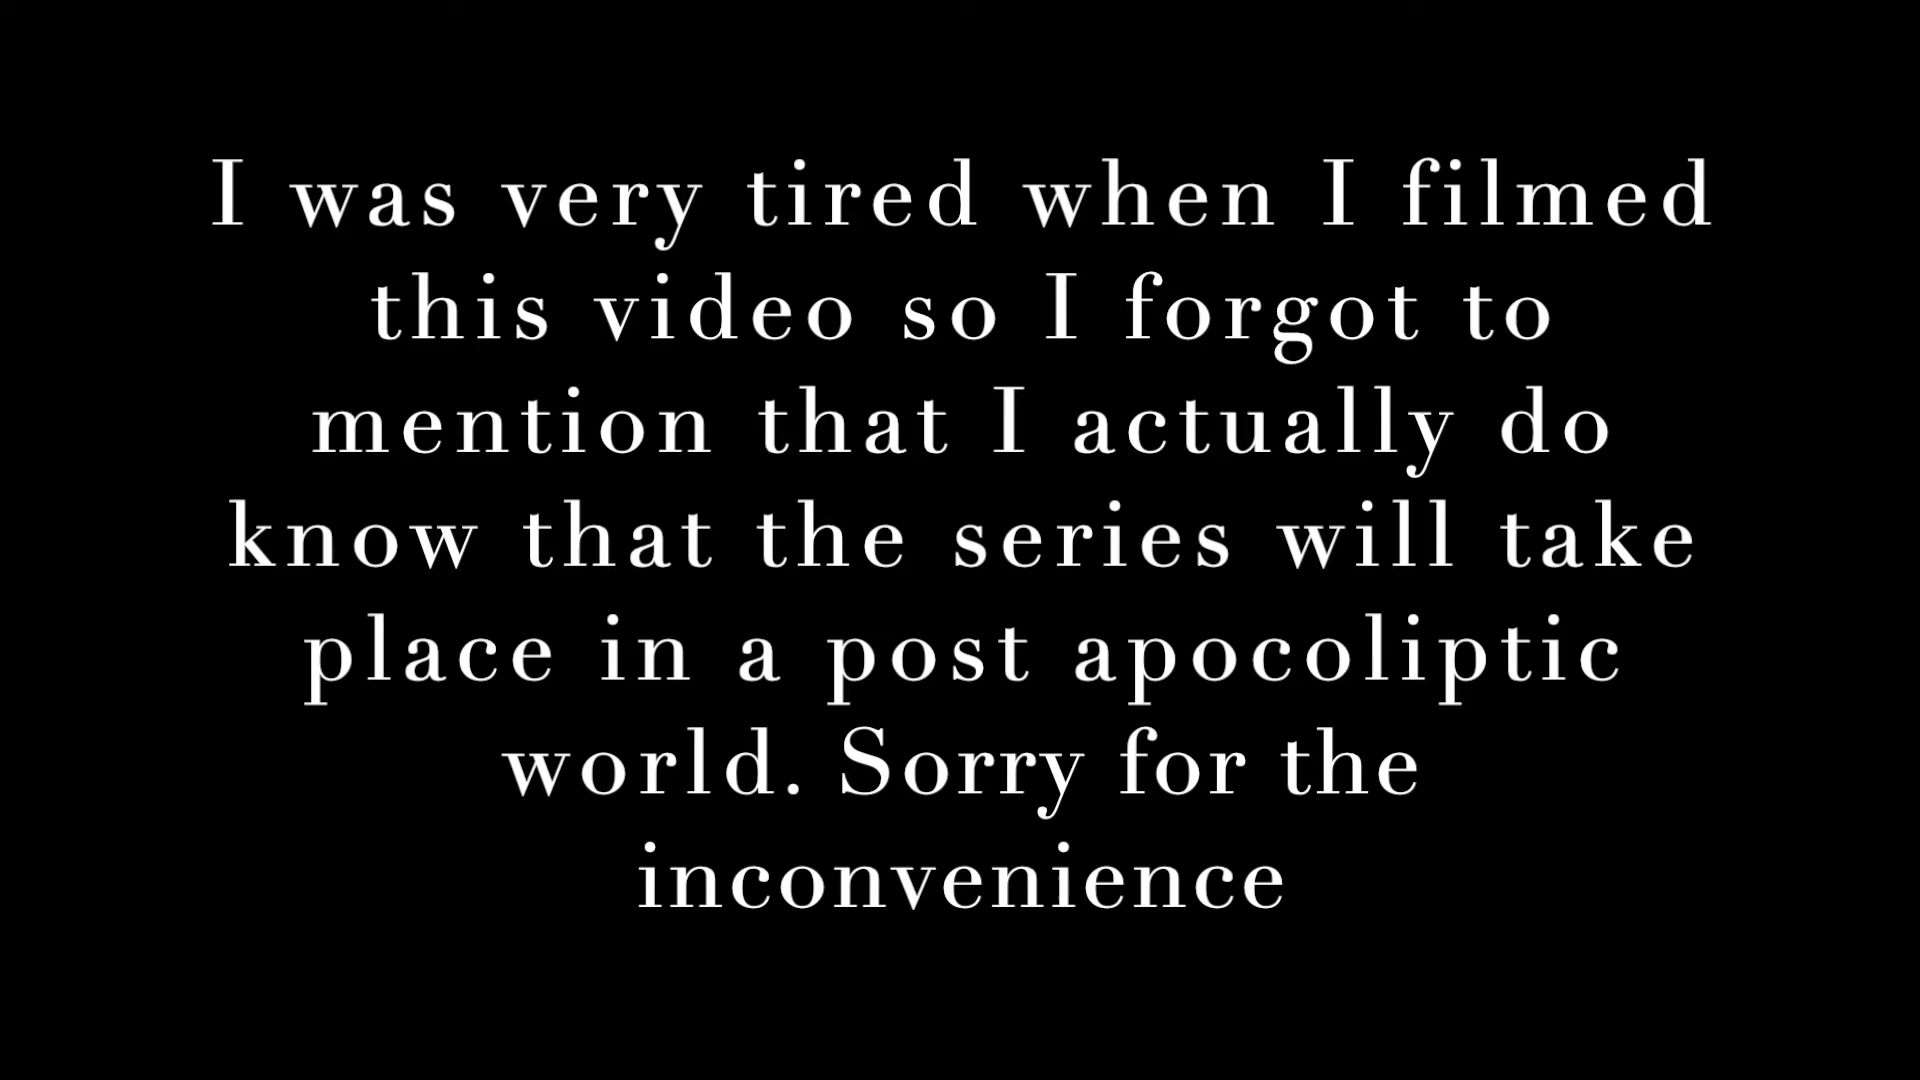 I was very tired when I filmed
this video so I forgot to
mention that I actually do
know that the series will take
place in a post apocoliptic
world. Sorry for the
inconvenience